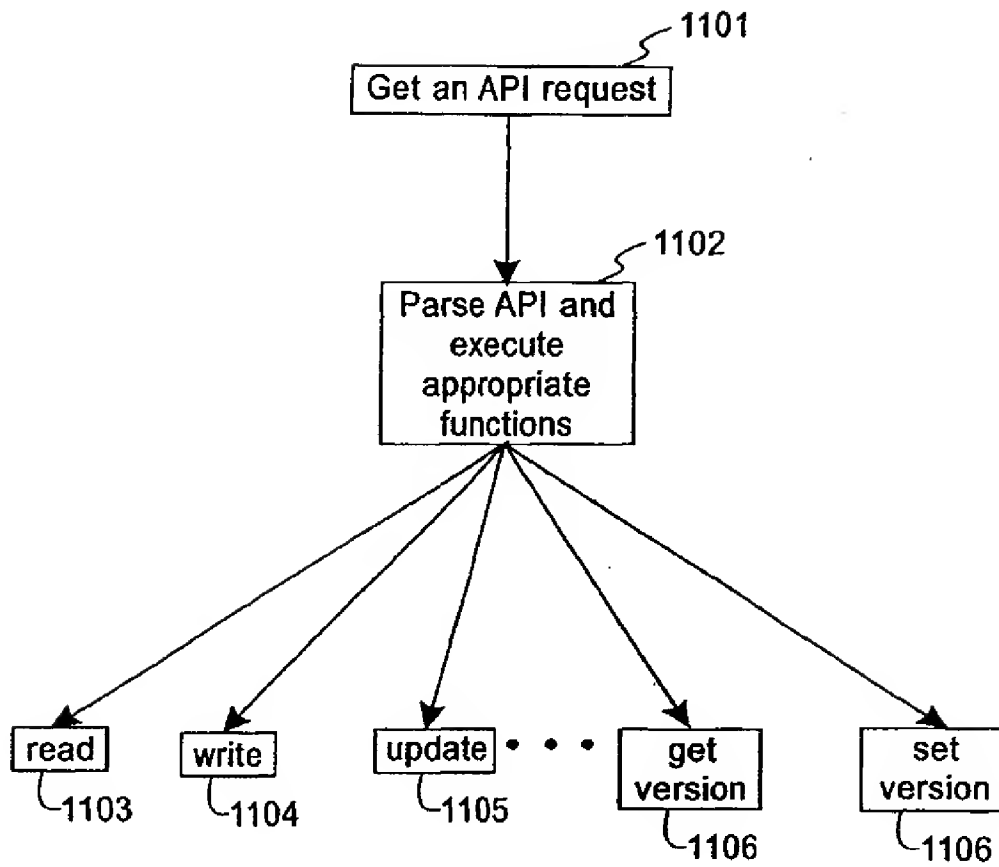 1101
Get an API request
1102
Parse API and
execute
appropriate
functions
read
write
update
get
version
set
version
1103
1104
1105
1106
1106